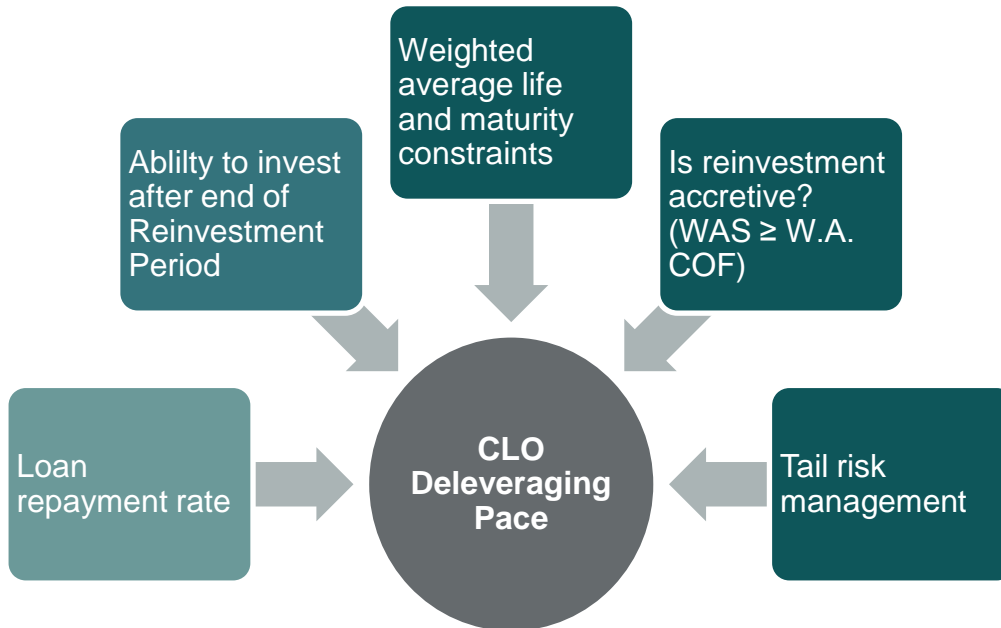 Weighted
average life
and maturity
constraints
Ablilty to invest
after end of
Reinvestment
Period
Is reinvestment
accretive?
(WAS ≥ W.A.
COF)
Loan
repayment rate
CLO
Deleveraging
Pace
Tail risk
management